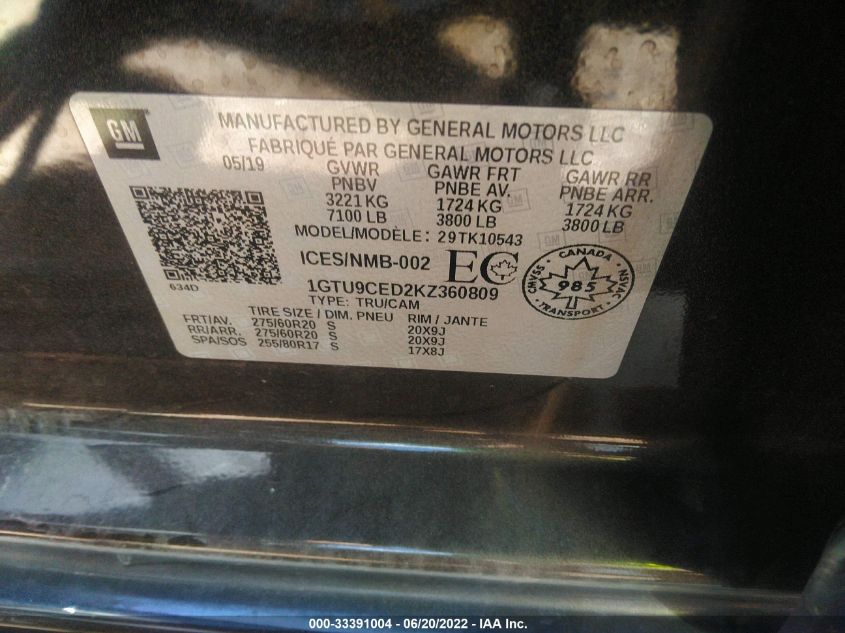 GM
MANUFACTURED BY GENERAL MOTORS LLC
FABRIQUÉ PAR GENERAL MOTORS LLC
05/19 GVWR GAWR FRT GAWR RR
PNBV PNBE AV. PNBE ARR.
3221 KG 1724 KG 1724 KG
7100 LB 3800 LB 3800 LB
MODEL/MODÈLE: 29TK10543
ICES/NMB-002 EC
CANADA
CMVSS 985 NSVAC
634D
1GTU9CED2KZ360809
TYPE: TRU/CAM
TIRE SIZE / DIM. PNEU RIM / JANTE
FRT/AV. 275/60R20 S 20X9J
RR/ARR. 275/60R20 S 20X9J
SPA/SOS 255/80R17 S 17X8J
000-33391004 - 06/20/2022 - IAA Inc.